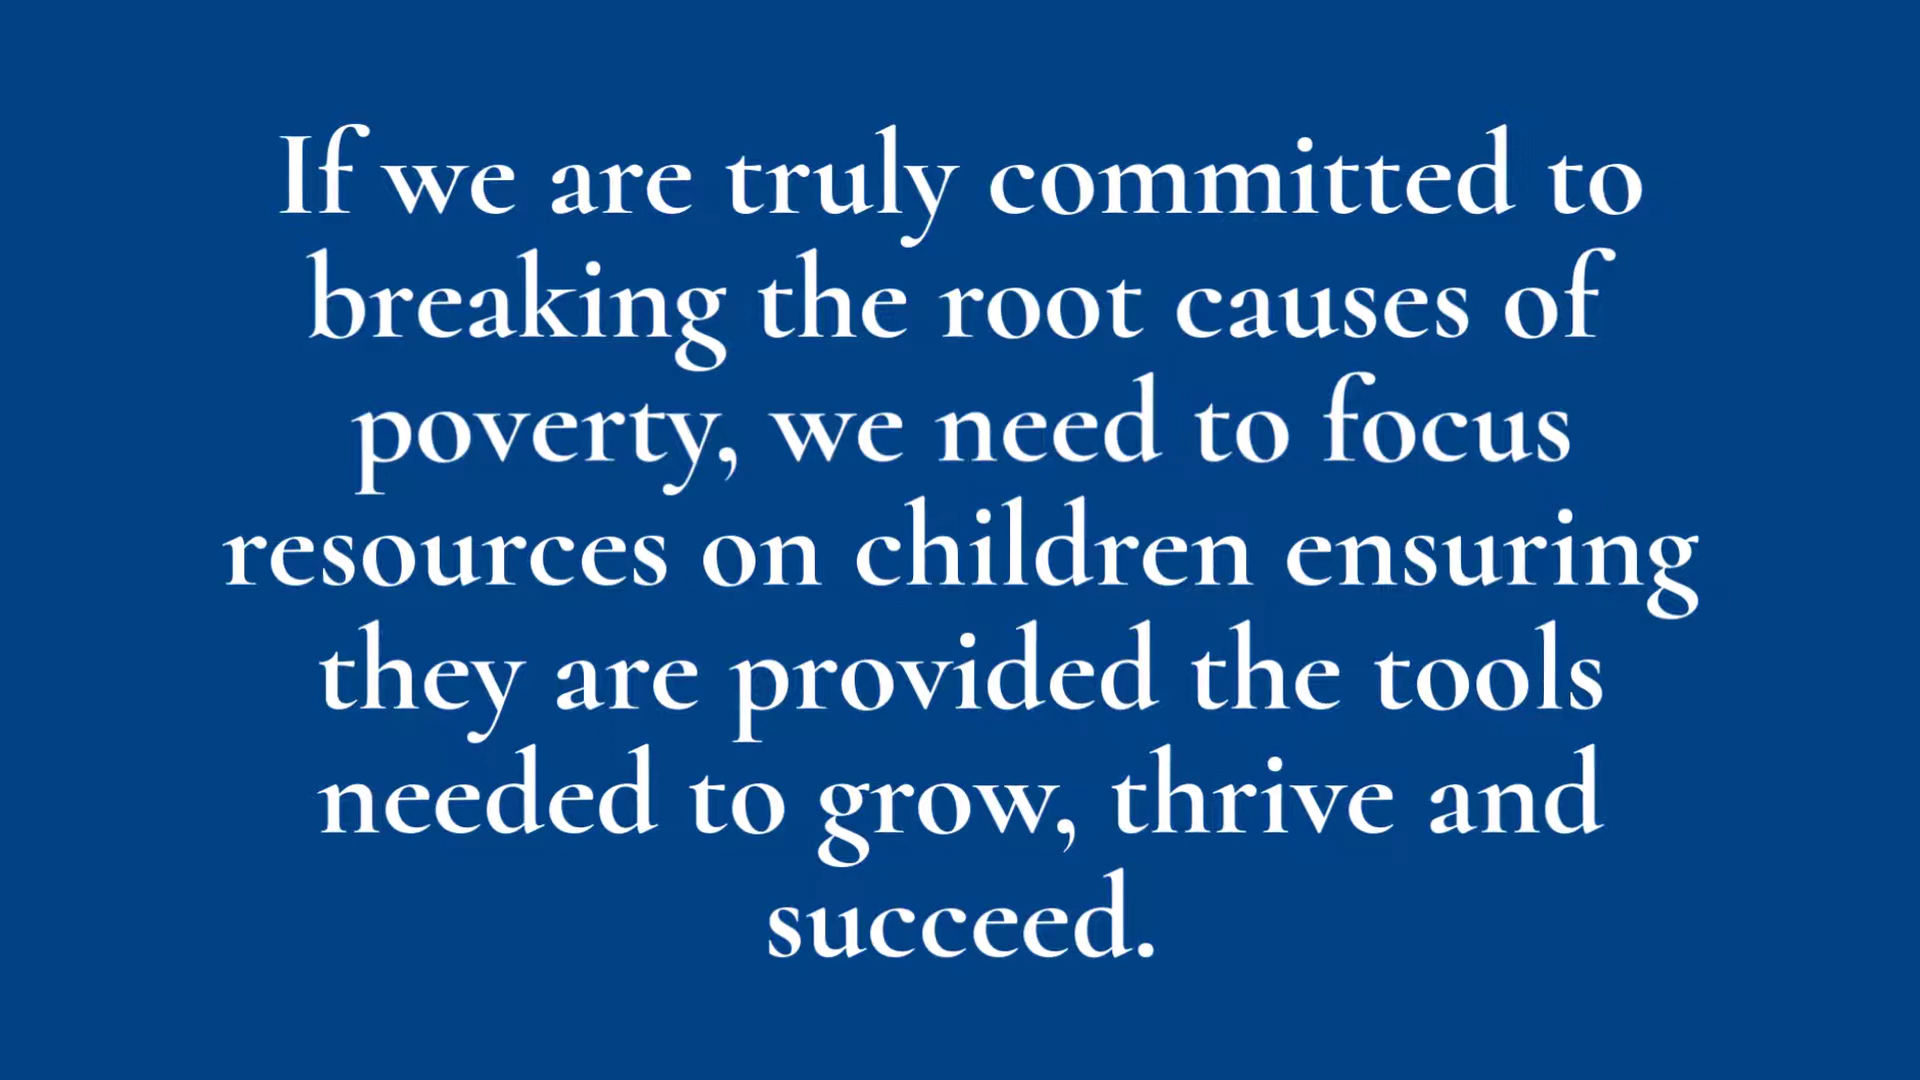 If we are truly committed to
breaking the root causes of
poverty, we need to focus
resources on children ensuring
they are provided the tools
needed to grow, thrive and
succeed.